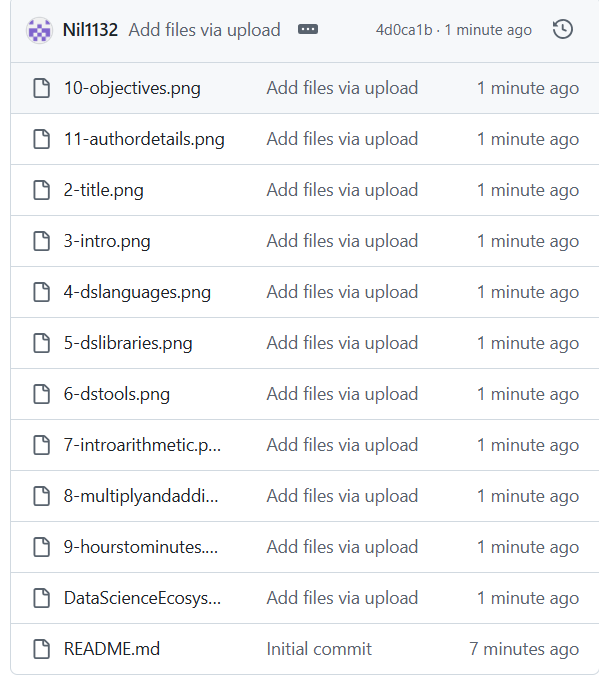 Nil1132 Add files via upload 4d0ca1b · 1 minute ago
10-objectives.png Add files via upload 1 minute ago
11-authordetails.png Add files via upload 1 minute ago
2-title.png Add files via upload 1 minute ago
3-intro.png Add files via upload 1 minute ago
4-dslanguages.png Add files via upload 1 minute ago
5-dslibraries.png Add files via upload 1 minute ago
6-dstools.png Add files via upload 1 minute ago
7-introarithmetic.p... Add files via upload 1 minute ago
8-multiplyandaddi... Add files via upload 1 minute ago
9-hourstominutes.... Add files via upload 1 minute ago
DataScienceEcosys... Add files via upload 1 minute ago
README.md Initial commit 7 minutes ago